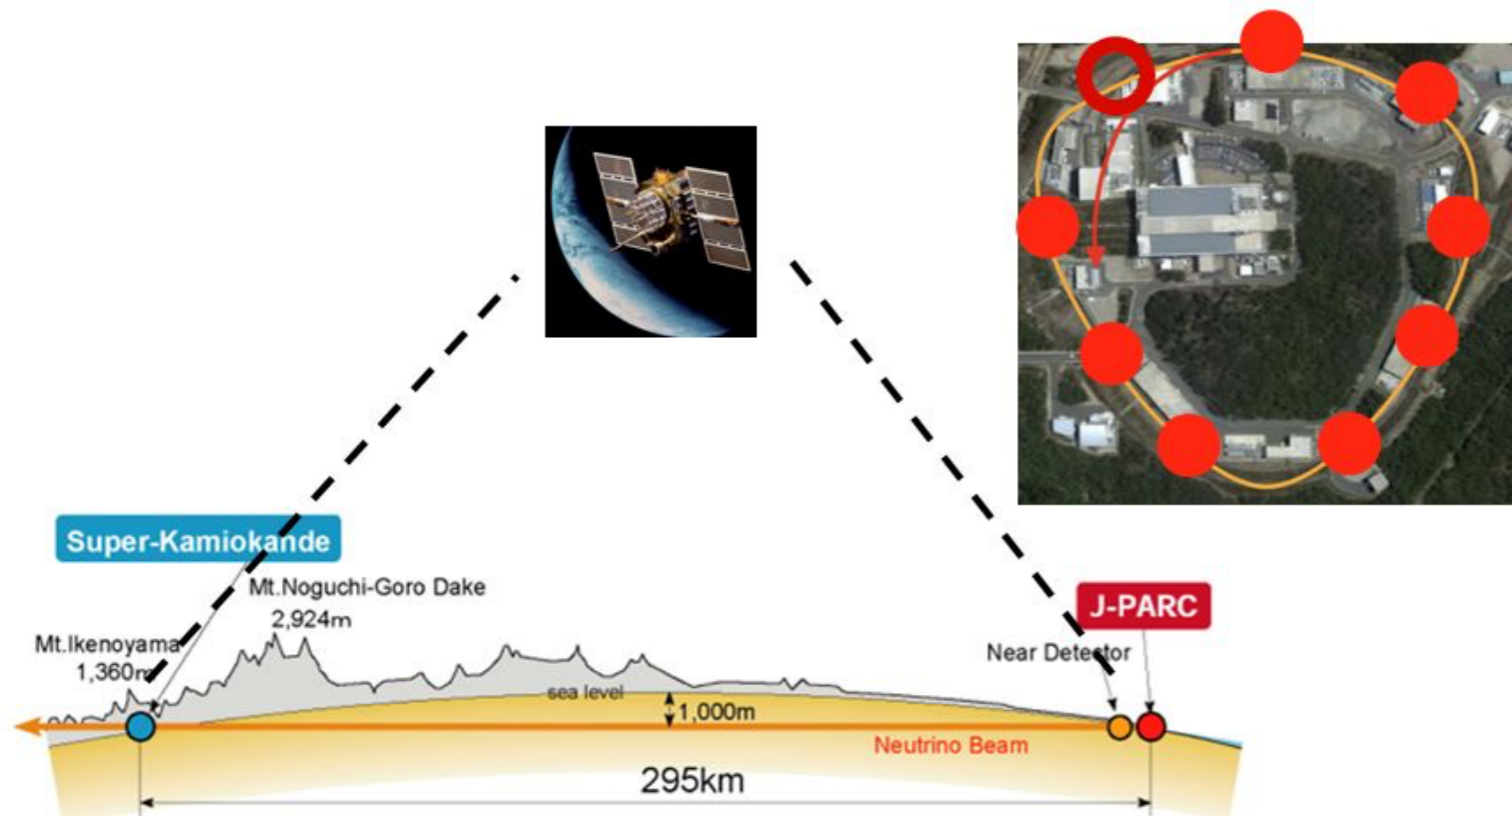 Super-Kamiokande
Mt.Noguchi-Goro Dake
2,924m
Mt.Ikenoyama
1,360m
J-PARC
Near Detector
sea level
1,000m
Neutrino Beam
295km